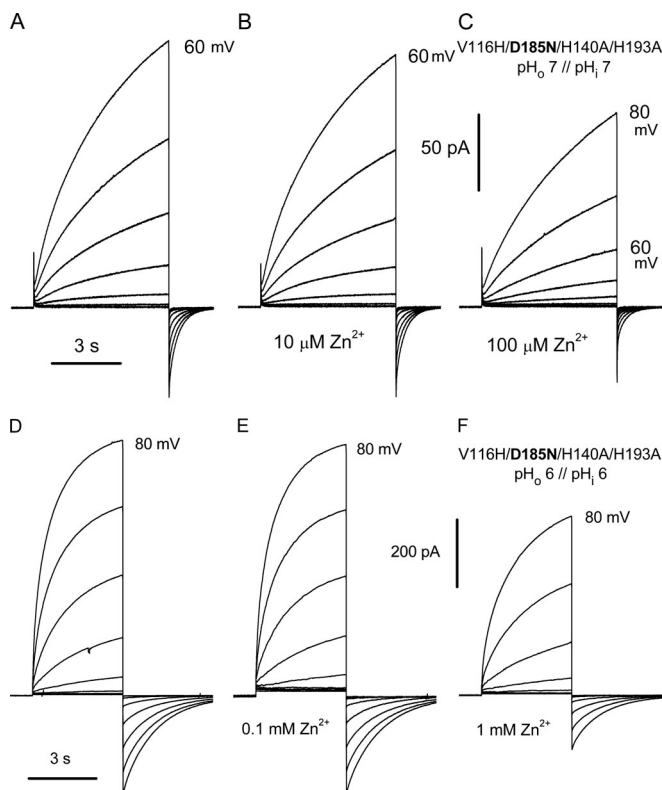 A
60 mV
3 s
B
60 mV
10 μM Zn²⁺
C
V116H/D185N/H140A/H193A
pHₒ 7 // pHᵢ 7
50 pA
80
mV
60
mV
100 μM Zn²⁺
D
80 mV
3 s
E
80 mV
0.1 mM Zn²⁺
F
V116H/D185N/H140A/H193A
pHₒ 6 // pHᵢ 6
200 pA
80 mV
1 mM Zn²⁺